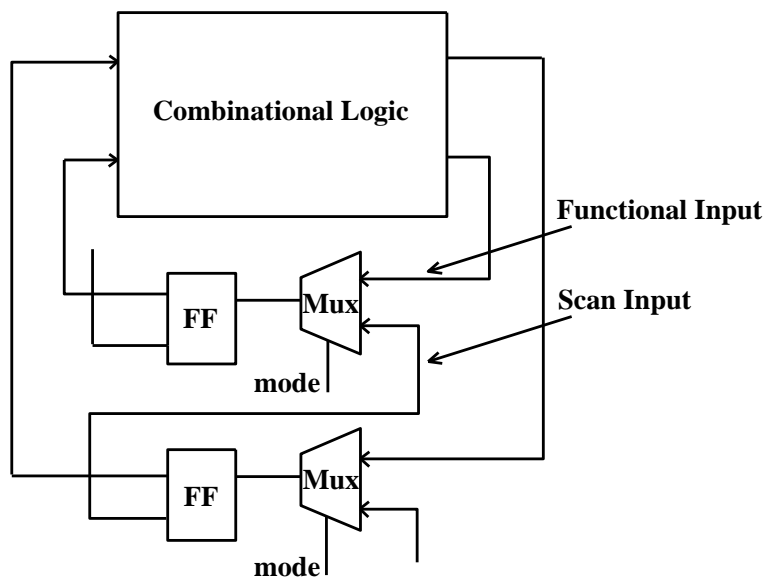 Combinational Logic
Functional Input
Scan Input
FF
Mux
mode
FF
Mux
mode